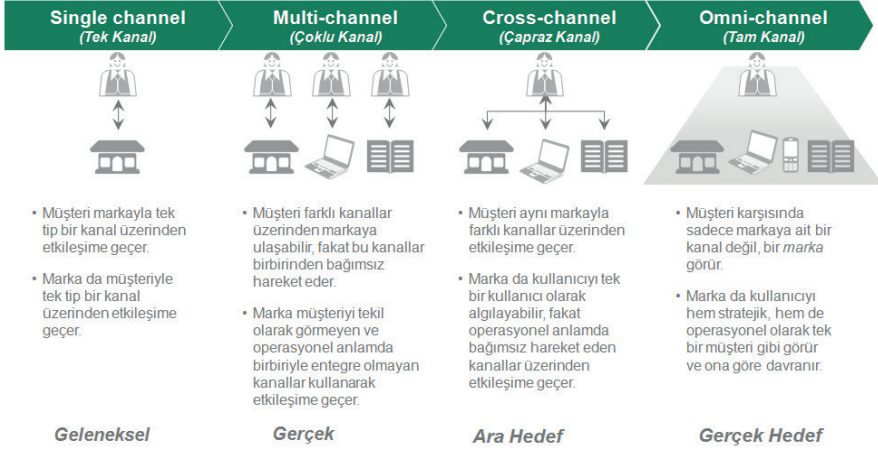 Single channel
(Tek Kanal)
Multi-channel
(Çoklu Kanal)
Cross-channel
(Çapraz Kanal)
Omni-channel
(Tam Kanal)
• Müşteri markayla tek
tip bir kanal üzerinden
etkileşime geçer.
• Marka da müşteriyle
tek tip bir kanal
üzerinden etkileşime
geçer.
• Müşteri farklı kanallar
üzerinden markaya
ulaşabilir, fakat bu kanallar
birbirinden bağımsız
hareket eder.
• Marka müşteriyi tekil
olarak görmeyen ve
operasyonel anlamda
birbiriyle entegre olmayan
kanallar kullanarak
etkileşime geçer.
• Müşteri aynı markayla
farklı kanallar üzerinden
etkileşime geçer.
• Marka da kullanıcıyı tek
bir kullanıcı olarak
algılayabilir, fakat
operasyonel anlamda
bağımsız hareket eden
kanallar üzerinden
etkileşime geçer.
• Müşteri karşısında
sadece markaya ait bir
kanal değil, bir marka
görür.
• Marka da kullanıcıyı
hem stratejik, hem de
operasyonel olarak tek
bir müşteri gibi görür
ve ona göre davranır.
Geleneksel
Gerçek
Ara Hedef
Gerçek Hedef